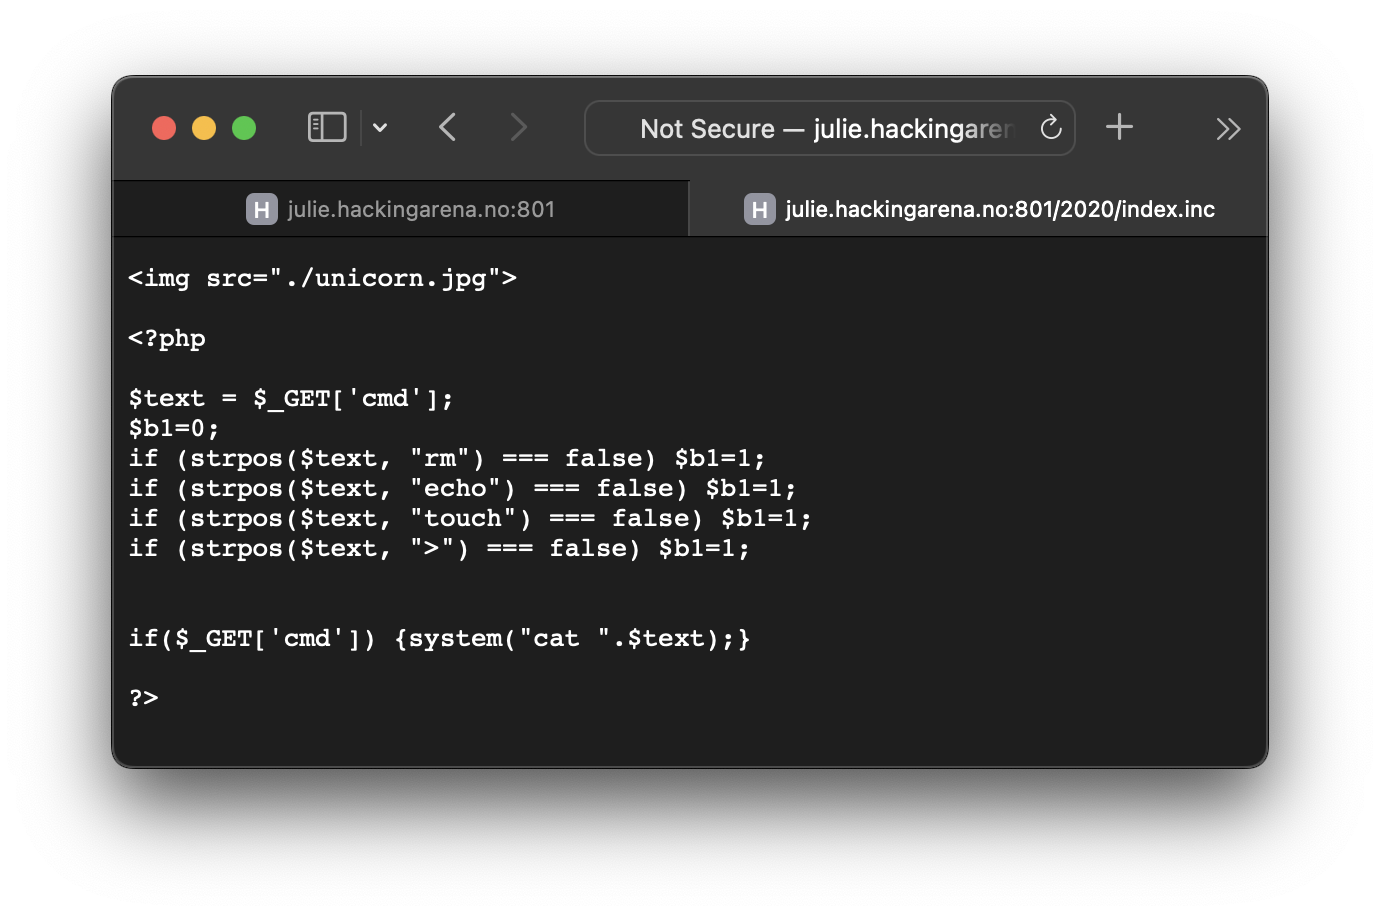 Not Secure — julie.hackingaren
H julie.hackingarena.no:801
H julie.hackingarena.no:801/2020/index.inc
<img src="./unicorn.jpg">
<?php
$text = $_GET['cmd'];
$b1=0;
if (strpos($text, "rm") === false) $b1=1;
if (strpos($text, "echo") === false) $b1=1;
if (strpos($text, "touch") === false) $b1=1;
if (strpos($text, ">") === false) $b1=1;
if($_GET['cmd']) {system("cat ".$text);}
?>